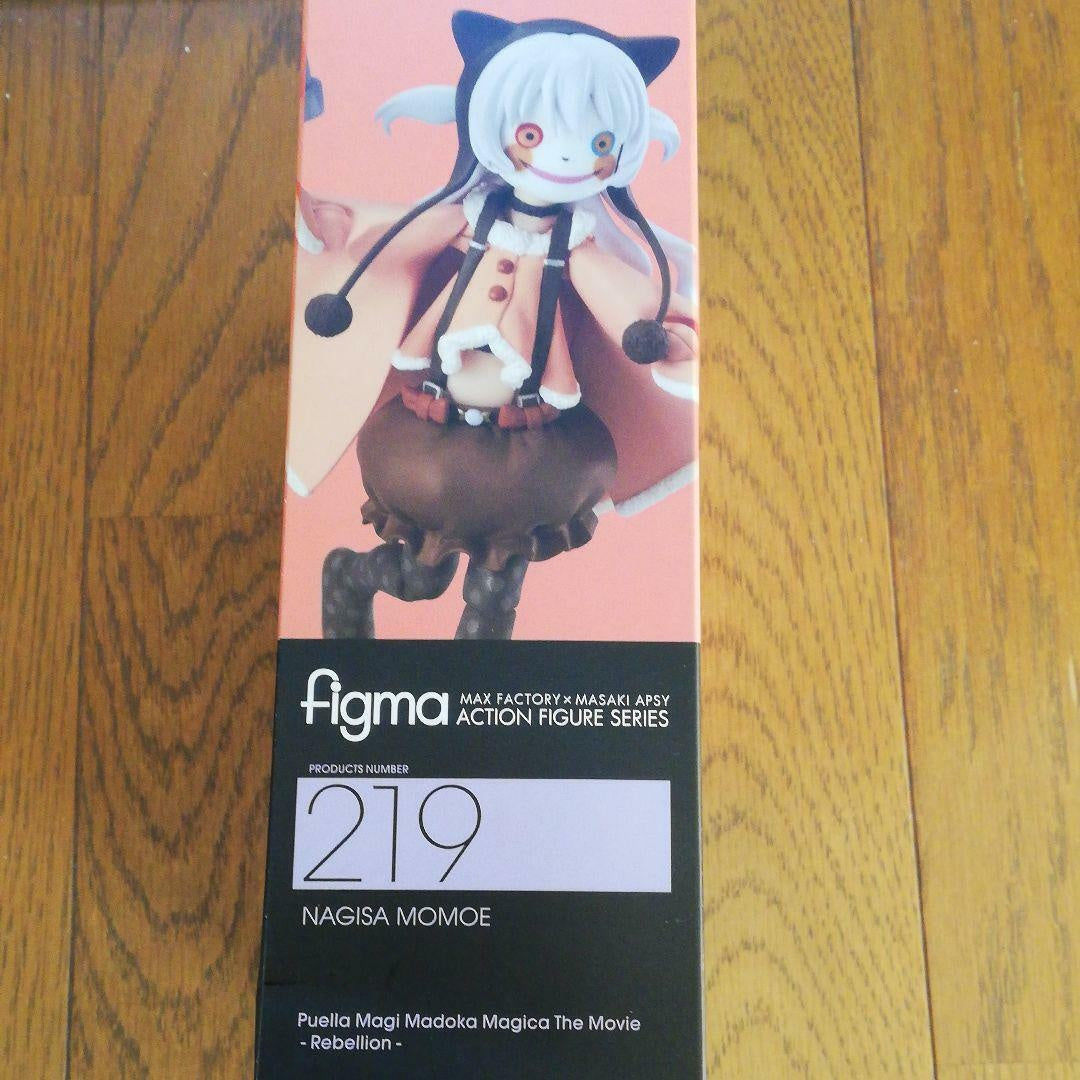 figma
MAX FACTORY×MASAKI APSY
ACTION FIGURE SERIES
PRODUCTS NUMBER
219
NAGISA MOMOE
Puella Magi Madoka Magica The Movie
- Rebellion -